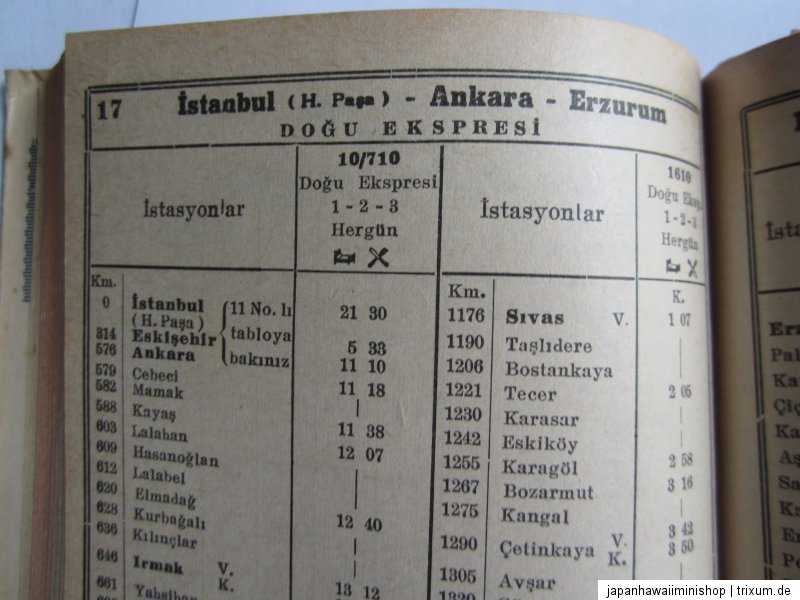 17 İstanbul (H. Paşa) - Ankara - Erzurum
DOĞU EKSPRESİ
İstasyonlar
10/710
Doğu Ekspresi
1 - 2 - 3
Hergün
Km.
0 İstanbul 21 30
(H. Paşa)
314 Eskişehir 5 33
576 Ankara 11 10
11 No. lı
tabloya
bakınız
579 Cebeci
582 Mamak 11 18
588 Kayaş |
603 Lalahan 11 38
609 Hasanoğlan 12 07
612 Lalabel
620 Elmadağ
628 Kurbağalı 12 40
636 Kılınçlar |
646 Irmak V. |
K. 13 12
661 Yahşihan
İstasyonlar
1610
Doğu Eksp
1 - 2 - 3
Hergün
Km. K.
1176 Sıvas V. 1 07
1190 Taşlıdere |
1206 Bostankaya |
1221 Tecer 2 05
1230 Karasar |
1242 Eskiköy |
1255 Karagöl 2 58
1267 Bozarmut 3 16
1275 Kangal |
1290 Çetinkaya V. 3 42
K. 3 50
1305 Avşar |
japanhawaiiminishop | trixum.de